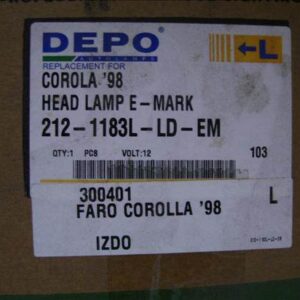 DEPO
AUTOLAMPS
←L
REPLACEMENT FOR
COROLA '98
HEAD LAMP E-MARK
212-1183L-LD-EM
QTY:1 PCS VOLT:12 103
300401 L
FARO COROLLA '98
IZDO